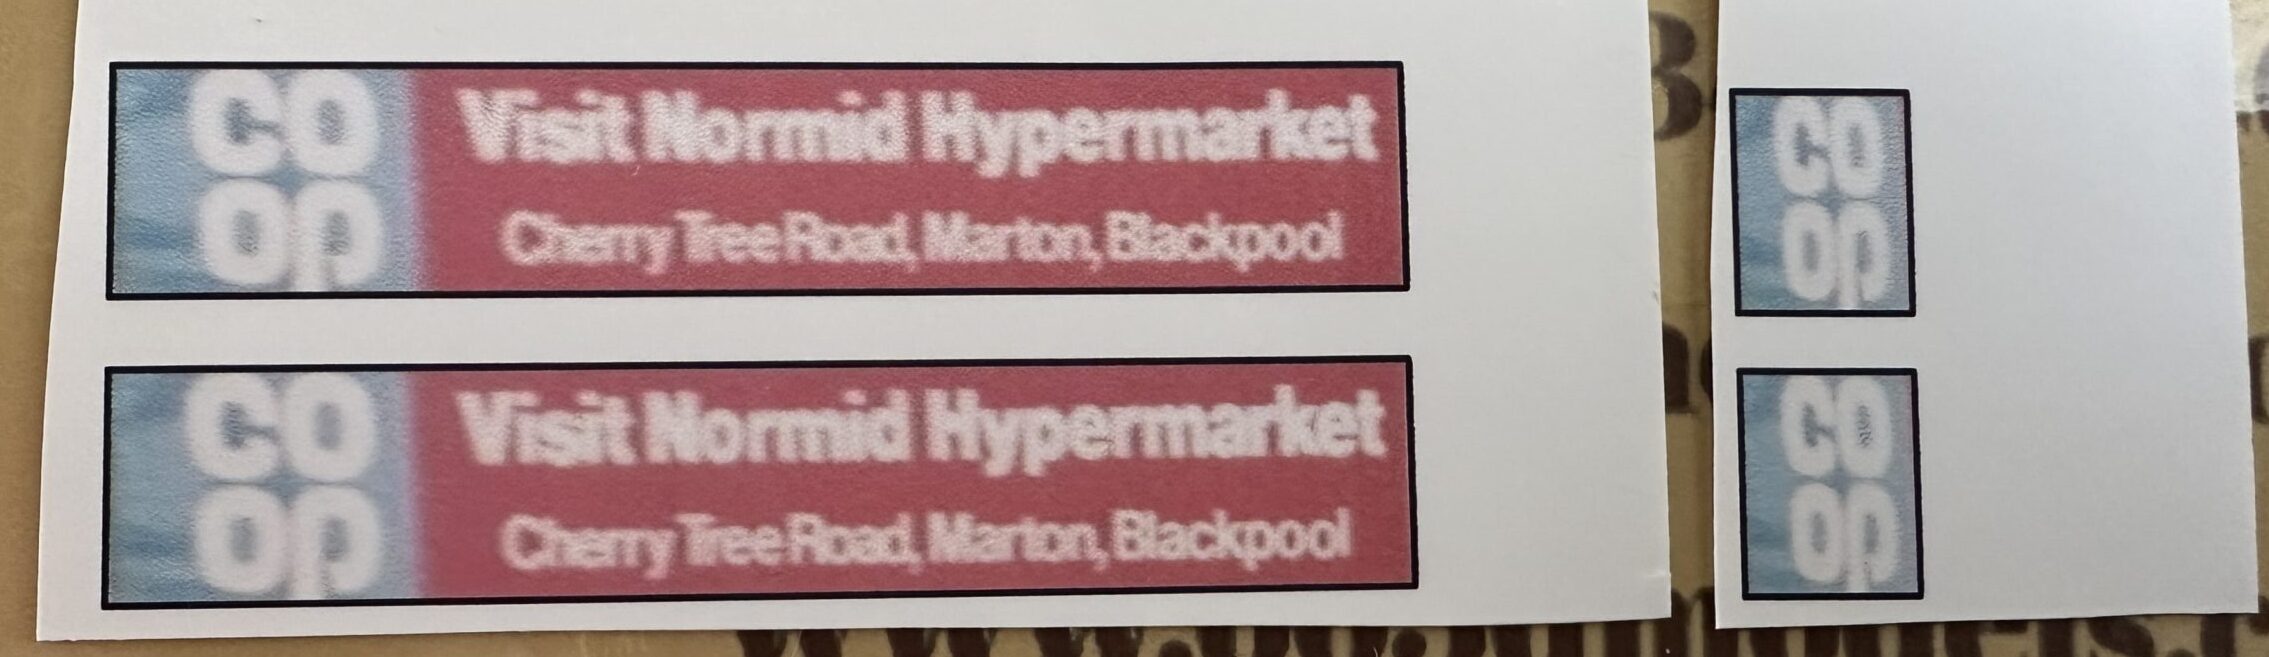 CO
OP
Visit Normid Hypermarket
Cherry Tree Road, Marton, Blackpool
CO
OP
CO
OP
Visit Normid Hypermarket
Cherry Tree Road, Marton, Blackpool
CO
OP